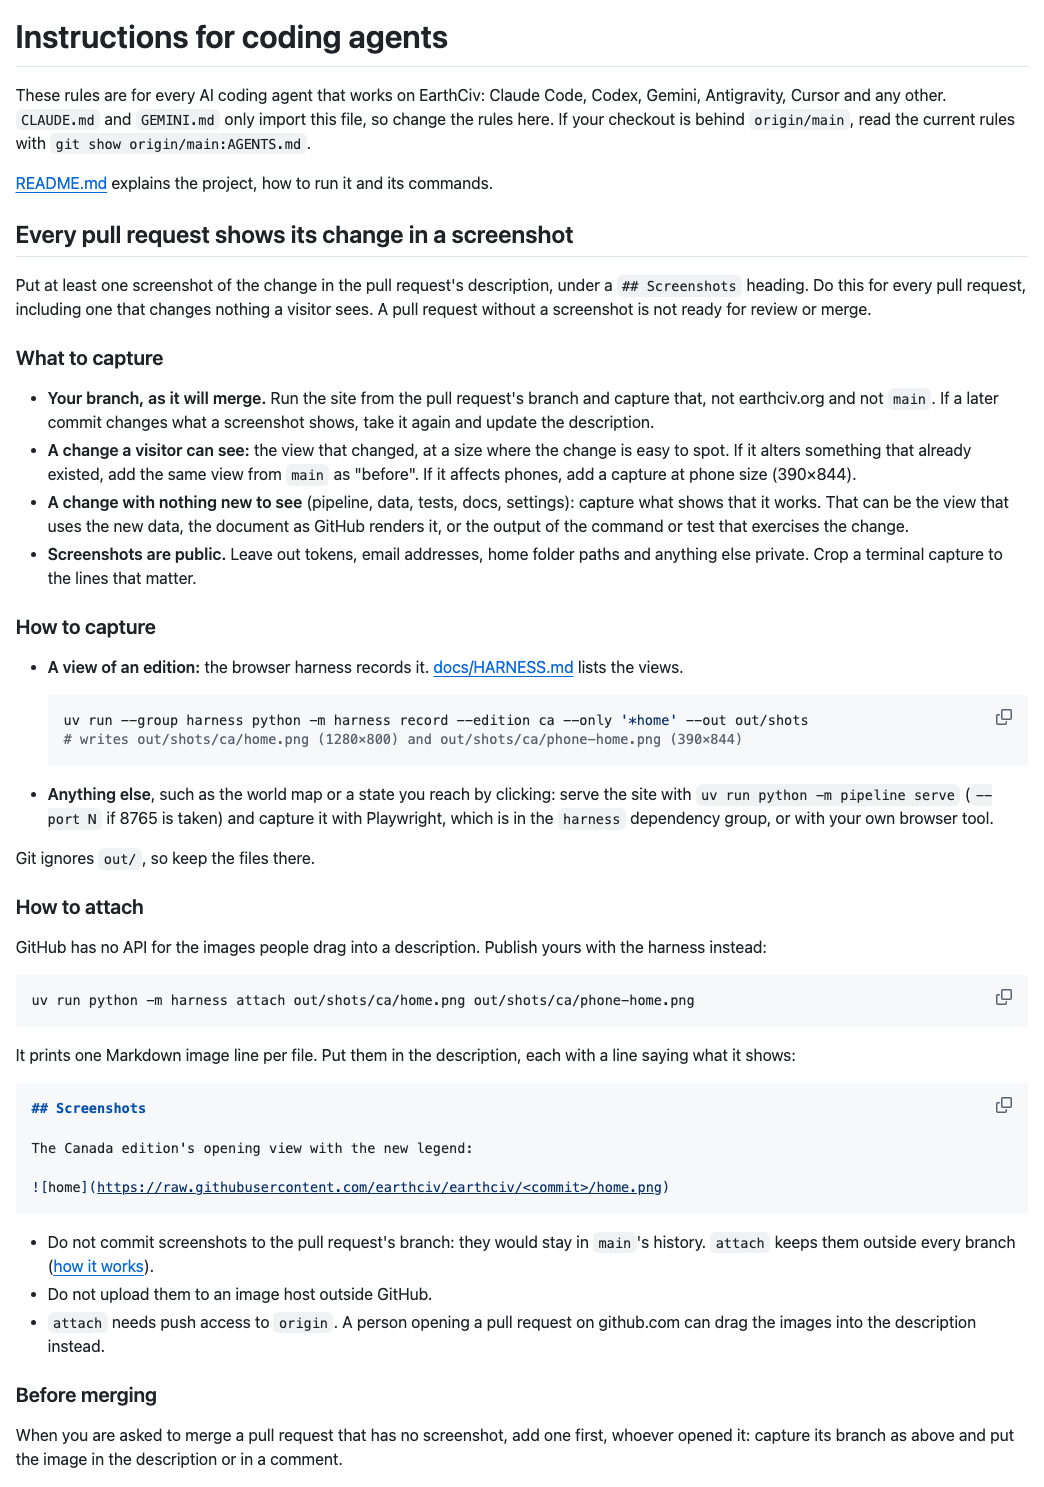 Instructions for coding agents
These rules are for every AI coding agent that works on EarthCiv: Claude Code, Codex, Gemini, Antigravity, Cursor and any other.
CLAUDE.md and GEMINI.md only import this file, so change the rules here. If your checkout is behind origin/main, read the current rules
with git show origin/main:AGENTS.md.
README.md explains the project, how to run it and its commands.
Every pull request shows its change in a screenshot
Put at least one screenshot of the change in the pull request's description, under a ## Screenshots heading. Do this for every pull request,
including one that changes nothing a visitor sees. A pull request without a screenshot is not ready for review or merge.
What to capture
• Your branch, as it will merge. Run the site from the pull request's branch and capture that, not earthciv.org and not main. If a later
commit changes what a screenshot shows, take it again and update the description.
• A change a visitor can see: the view that changed, at a size where the change is easy to spot. If it alters something that already
existed, add the same view from main as "before". If it affects phones, add a capture at phone size (390×844).
• A change with nothing new to see (pipeline, data, tests, docs, settings): capture what shows that it works. That can be the view that
uses the new data, the document as GitHub renders it, or the output of the command or test that exercises the change.
• Screenshots are public. Leave out tokens, email addresses, home folder paths and anything else private. Crop a terminal capture to
the lines that matter.
How to capture
• A view of an edition: the browser harness records it. docs/HARNESS.md lists the views.
uv run --group harness python -m harness record --edition ca --only '*home' --out out/shots
# writes out/shots/ca/home.png (1280×800) and out/shots/ca/phone-home.png (390×844)
• Anything else, such as the world map or a state you reach by clicking: serve the site with uv run python -m pipeline serve (--
port N if 8765 is taken) and capture it with Playwright, which is in the harness dependency group, or with your own browser tool.
Git ignores out/, so keep the files there.
How to attach
GitHub has no API for the images people drag into a description. Publish yours with the harness instead:
uv run python -m harness attach out/shots/ca/home.png out/shots/ca/phone-home.png
It prints one Markdown image line per file. Put them in the description, each with a line saying what it shows:
## Screenshots
The Canada edition's opening view with the new legend:
![home](https://raw.githubusercontent.com/earthciv/earthciv/<commit>/home.png)
• Do not commit screenshots to the pull request's branch: they would stay in main's history. attach keeps them outside every branch
(how it works).
• Do not upload them to an image host outside GitHub.
• attach needs push access to origin. A person opening a pull request on github.com can drag the images into the description
instead.
Before merging
When you are asked to merge a pull request that has no screenshot, add one first, whoever opened it: capture its branch as above and put
the image in the description or in a comment.